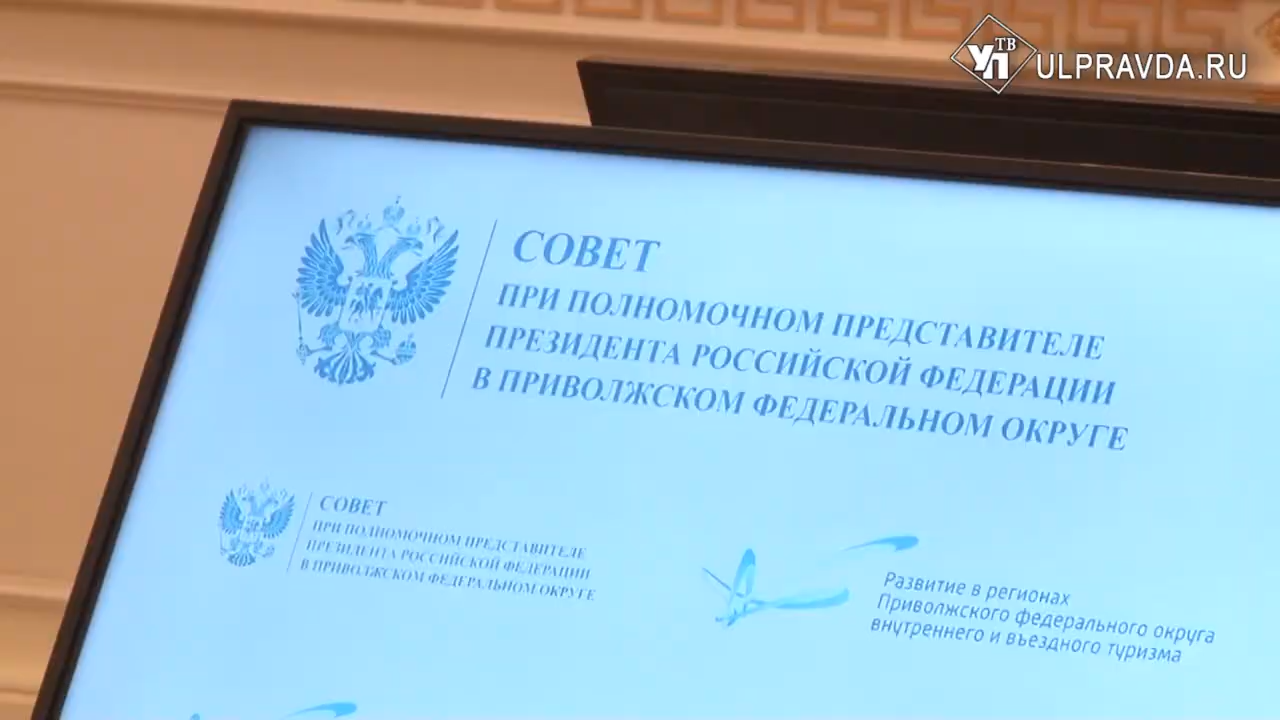 УП ТВ ULPRAVDA.RU
СОВЕТ
ПРИ ПОЛНОМОЧНОМ ПРЕДСТАВИТЕЛЕ
ПРЕЗИДЕНТА РОССИЙСКОЙ ФЕДЕРАЦИИ
В ПРИВОЛЖСКОМ ФЕДЕРАЛЬНОМ ОКРУГЕ
СОВЕТ
ПРИ ПОЛНОМОЧНОМ ПРЕДСТАВИТЕЛЕ
ПРЕЗИДЕНТА РОССИЙСКОЙ ФЕДЕРАЦИИ
В ПРИВОЛЖСКОМ ФЕДЕРАЛЬНОМ ОКРУГЕ
Развитие в регионах
Приволжского федерального округа
внутреннего и въездного туризма